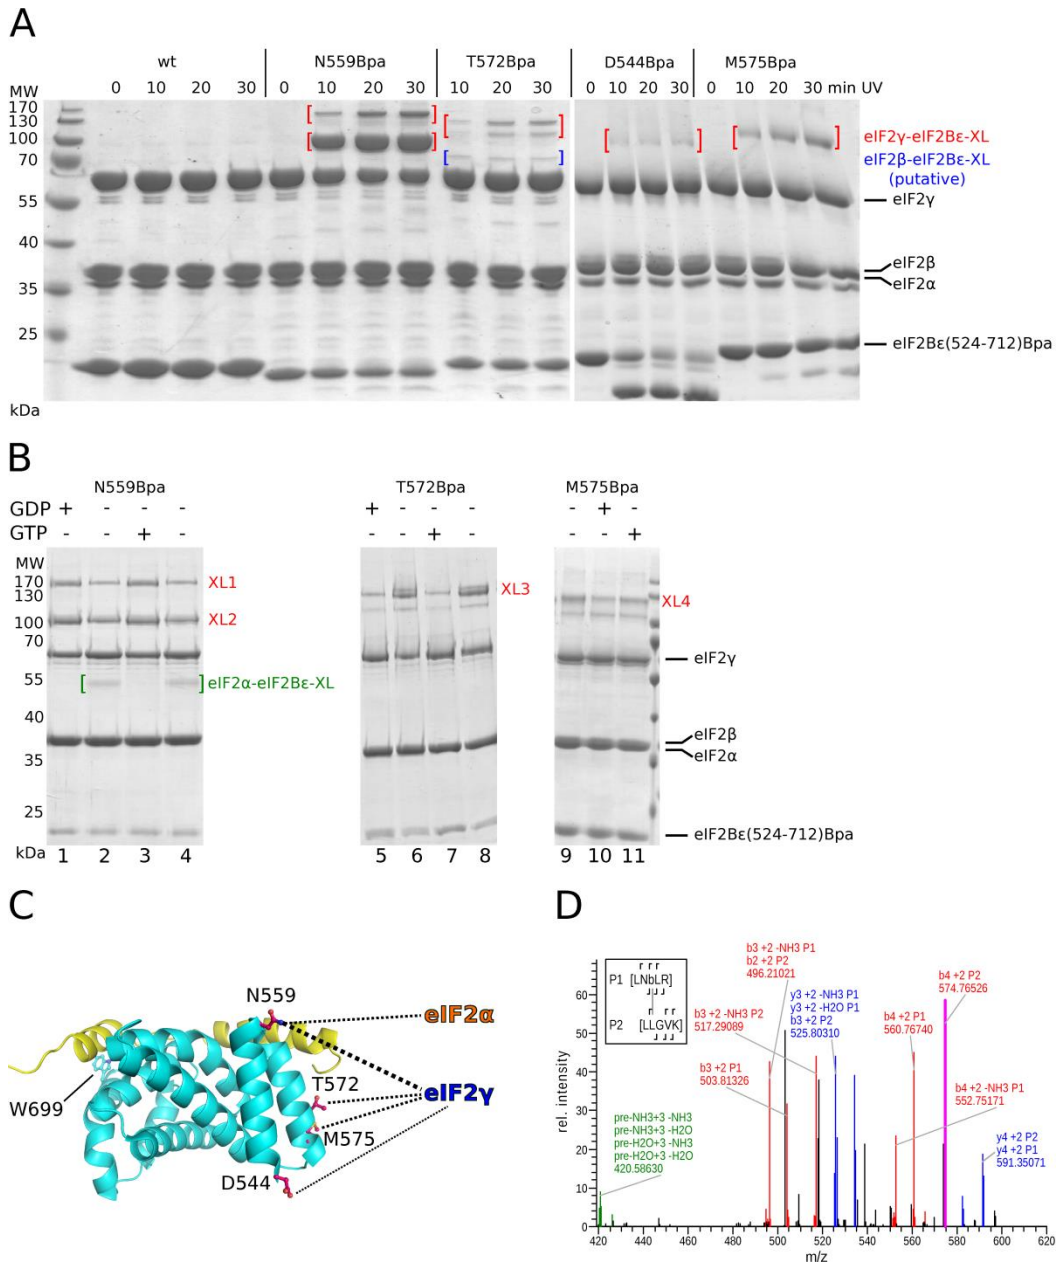 A
wt N559Bpa T572Bpa D544Bpa M575Bpa
MW 0 10 20 30 0 10 20 30 10 20 30 0 10 20 30 0 10 20 30 min UV
170
130
100
70
55
40
35
25
kDa
eIF2γ-eIF2Bε-XL
eIF2β-eIF2Bε-XL
(putative)
eIF2γ
eIF2β
eIF2α
eIF2Bε(524-712)Bpa
B
N559Bpa T572Bpa M575Bpa
GDP + - - - + - - - - + -
GTP - - + - - - + - - - +
MW
170
130
100
70
55
40
35
25
kDa
XL1
XL2
eIF2α-eIF2Bε-XL
XL3
XL4
eIF2γ
eIF2β
eIF2α
eIF2Bε(524-712)Bpa
1 2 3 4 5 6 7 8 9 10 11
C
N559
eIF2α
T572
eIF2γ
W699
M575
D544
D
P1 [LNbLR]
P2 [LLGVK]
b3 +2 -NH3 P1
b2 +2 P2
496.21021
b4 +2 P2
574.76526
y3 +2 -NH3 P1
y3 +2 -H2O P1
b3 +2 P2
525.80310
b3 +2 -NH3 P2
517.29089
b4 +2 P1
560.76740
b3 +2 P1
503.81326
b4 +2 -NH3 P1
552.75171
pre-NH3+3 -NH3
pre-NH3+3 -H2O
pre-H2O+3 -NH3
pre-H2O+3 -H2O
420.58630
y4 +2 P2
y4 +2 P1
591.35071
rel. intensity
60
50
40
30
20
10
0
420 440 460 480 500 520 540 560 580 600 620
m/z